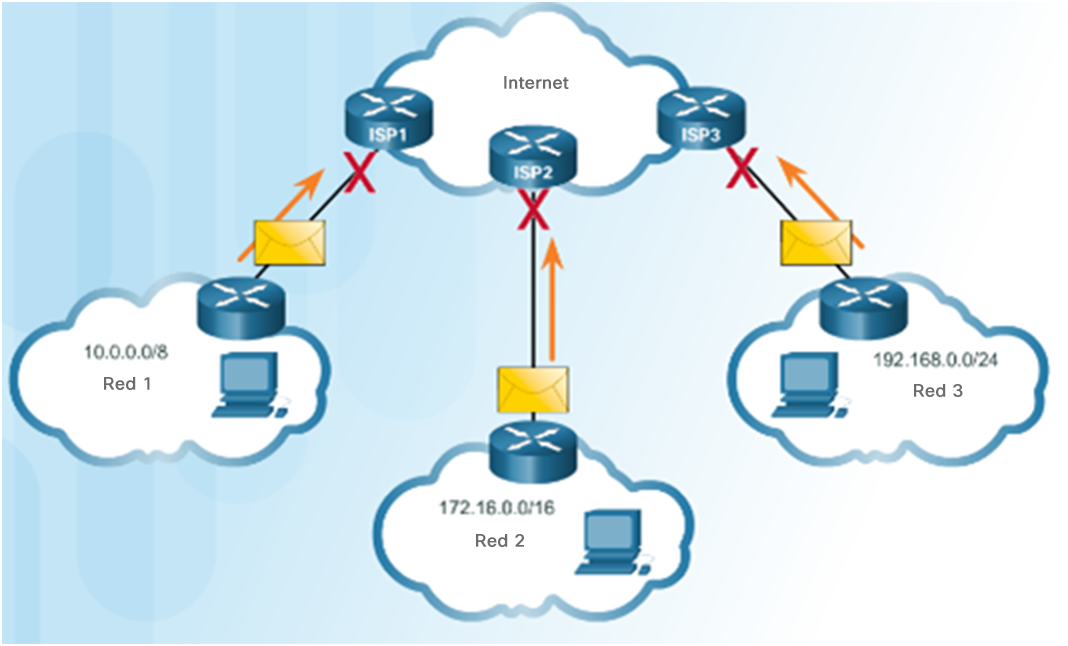 Internet
ISP1
ISP2
ISP3
10.0.0.0/8
Red 1
192.168.0.0/24
Red 3
172.16.0.0/16
Red 2